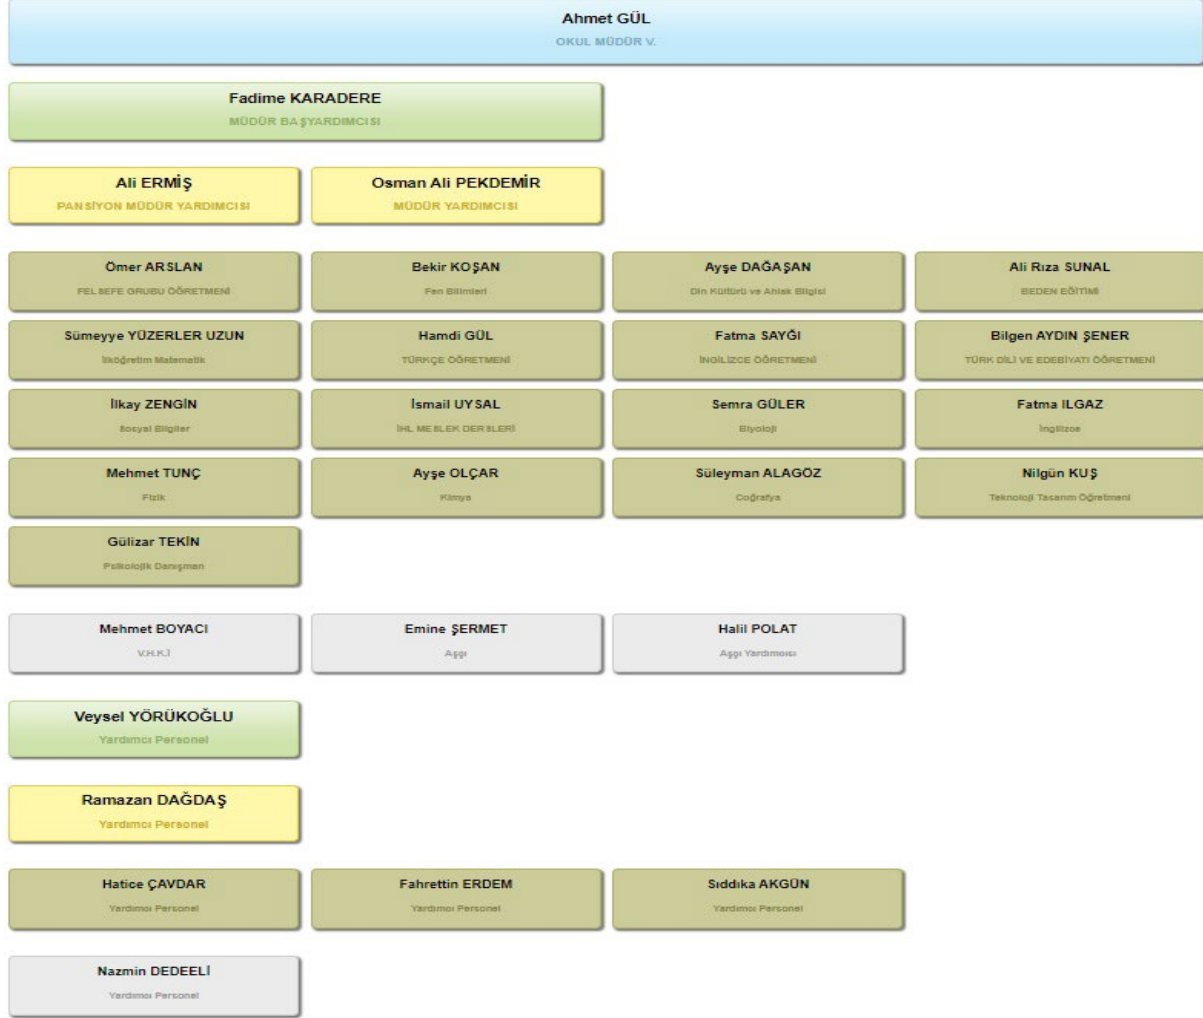 Ahmet GÜL
OKUL MÜDÜR V.
Fadime KARADERE
MÜDÜR BAŞYARDIMCISI
Ali ERMİŞ
PANSİYON MÜDÜR YARDIMCISI
Osman Ali PEKDEMİR
MÜDÜR YARDIMCISI
Ömer ARSLAN
FELSEFE GRUBU ÖĞRETMENİ
Bekir KOŞAN
Fen Bilimleri
Ayşe DAĞAŞAN
Din Kültürü ve Ahlak Bilgisi
Ali Rıza SUNAL
BEDEN EĞİTİMİ
Sümeyye YÜZERLER UZUN
İlköğretim Matematik
Hamdi GÜL
TÜRKÇE ÖĞRETMENİ
Fatma SAYĞI
İNGİLİZCE ÖĞRETMENİ
Bilgen AYDIN ŞENER
TÜRK DİLİ VE EDEBİYATI ÖĞRETMENİ
İlkay ZENGİN
Sosyal Bilgiler
İsmail UYSAL
İHL MESLEK DERSLERİ
Semra GÜLER
Biyoloji
Fatma ILGAZ
İngilizce
Mehmet TUNÇ
Fizik
Ayşe OLÇAR
Kimya
Süleyman ALAGÖZ
Coğrafya
Nilgün KUŞ
Teknoloji Tasarım Öğretmeni
Gülizar TEKİN
Psikolojik Danışman
Mehmet BOYACI
V.H.K.İ
Emine ŞERMET
Aşçı
Halil POLAT
Aşçı Yardımcısı
Veysel YÖRÜKOĞLU
Yardımcı Personel
Ramazan DAĞDAŞ
Yardımcı Personel
Hatice ÇAVDAR
Yardımcı Personel
Fahrettin ERDEM
Yardımcı Personel
Sıddıka AKGÜN
Yardımcı Personel
Nazmin DEDEELİ
Yardımcı Personel